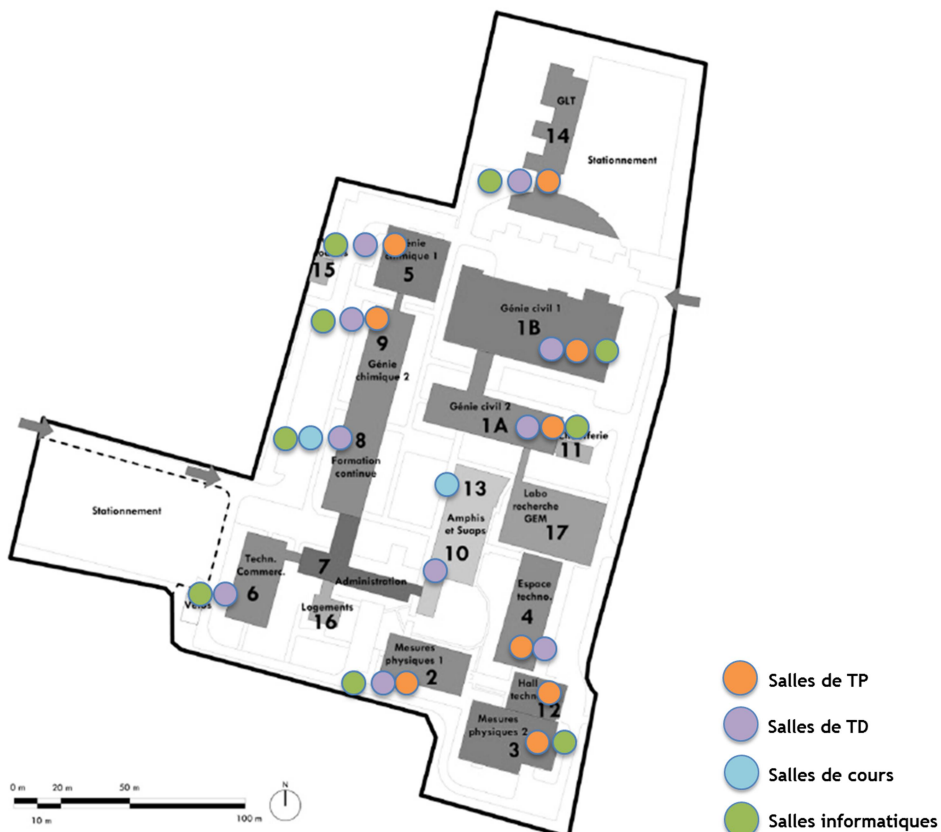 GLT
14
Stationnement
Génie
chimique 1
5
15
Génie civil 1
1B
9
Génie
chimique 2
Génie civil 2
1A
11
8
Formation
continue
13
Amphis
et Suaps
10
Labo
recherche
GEM
17
Stationnement
Techn.
Commerc.
6
7
Administration
Logements
16
Espace
techno.
4
Vélos
Mesures
physiques 1
2
Hall
techno.
12
Mesures
physiques 2
3
Salles de TP
Salles de TD
Salles de cours
Salles informatiques
0 m 20 m 50 m
10 m 100 m
N